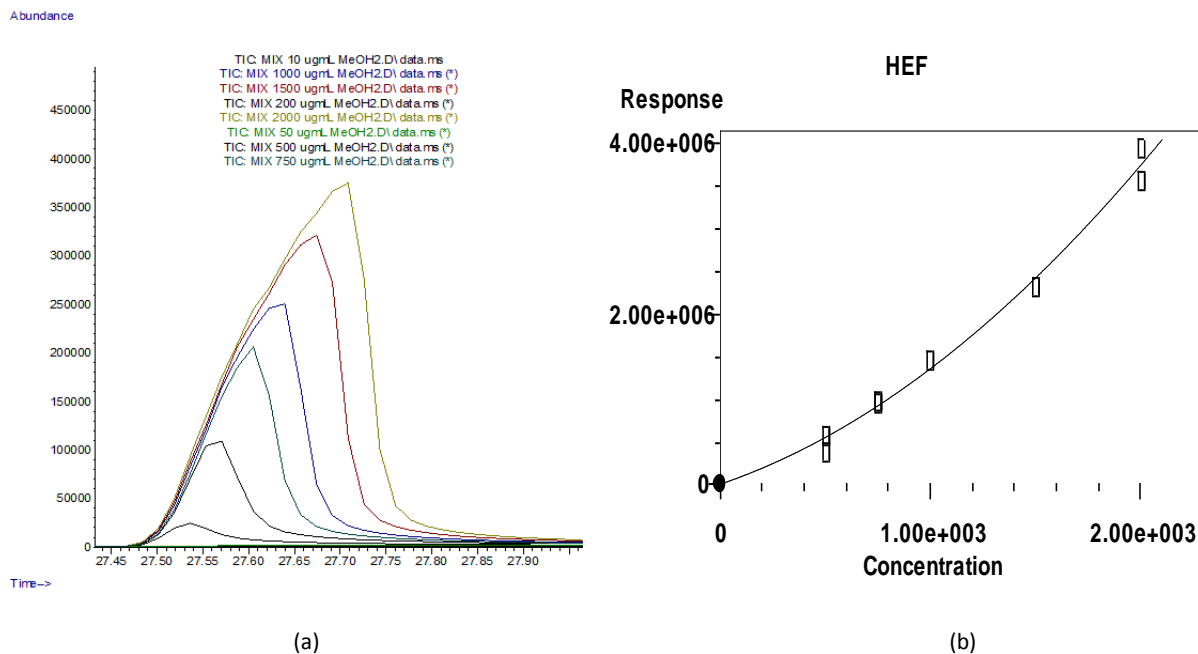 Abundance
TIC: MIX 10 ugmL MeOH2.D\data.ms
TIC: MIX 1000 ugmL MeOH2.D\data.ms (*)
TIC: MIX 1500 ugmL MeOH2.D\data.ms (*)
TIC: MIX 200 ugmL MeOH2.D\data.ms (*)
TIC: MIX 2000 ugmL MeOH2.D\data.ms (*)
TIC: MIX 50 ugmL MeOH2.D\data.ms (*)
TIC: MIX 500 ugmL MeOH2.D\data.ms (*)
TIC: MIX 750 ugmL MeOH2.D\data.ms (*)
450000
400000
350000
300000
250000
200000
150000
100000
50000
0
27.45 27.50 27.55 27.60 27.65 27.70 27.75 27.80 27.85 27.90
Time-->
(a)
HEF
Response
4.00e+006
2.00e+006
0
0 1.00e+003 2.00e+003
Concentration
(b)